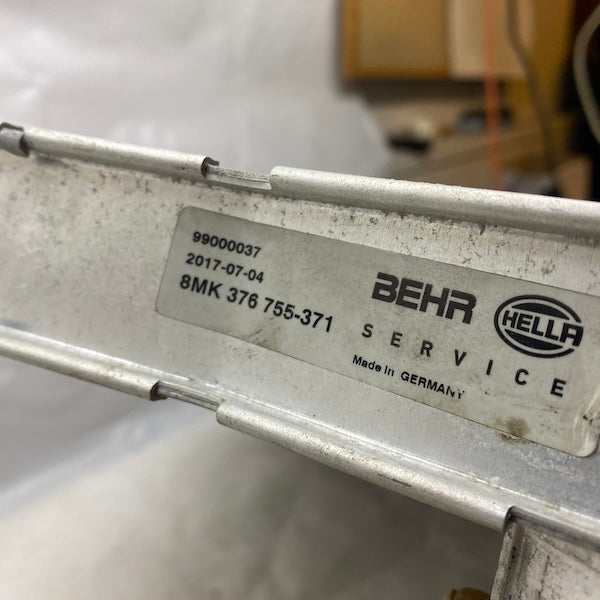 99000037
2017-07-04
8MK 376 755-371
BEHR HELLA
SERVICE
Made in GERMANY